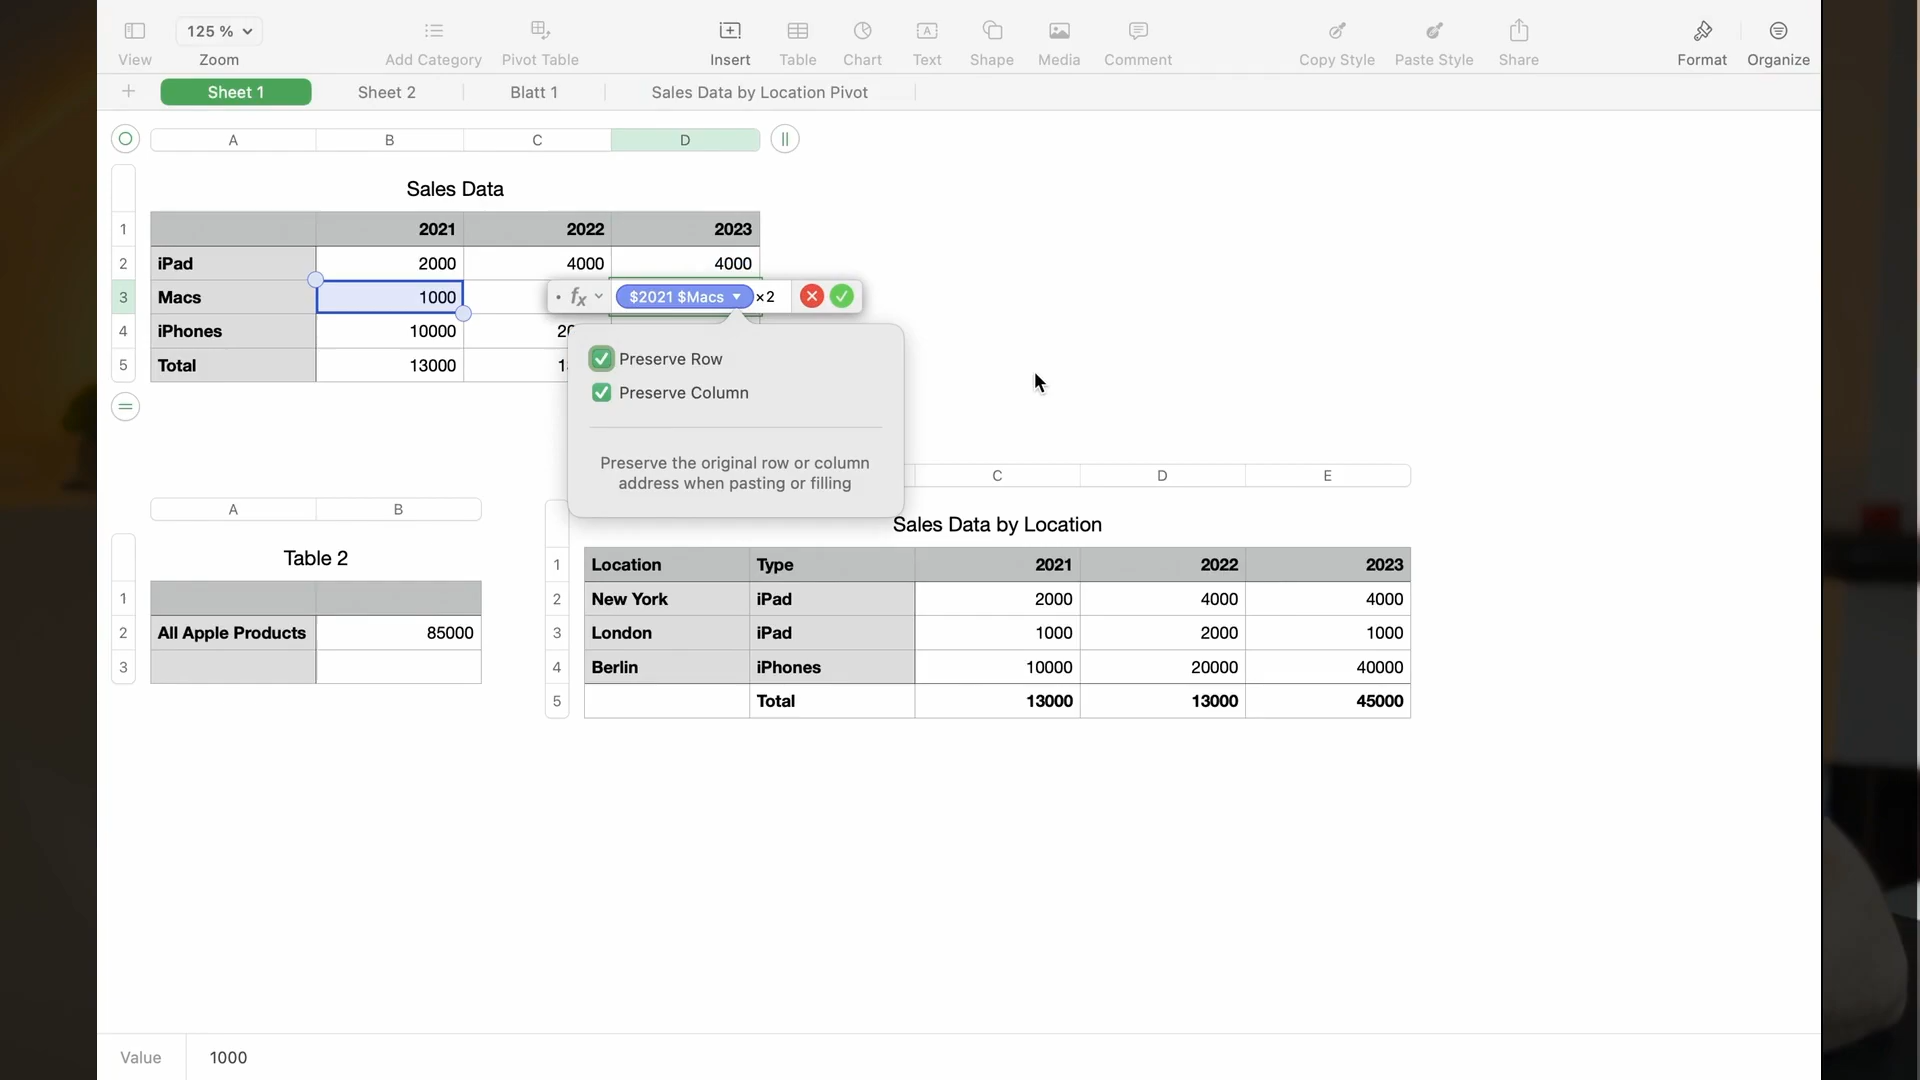 125 %
View
Zoom
Add Category
Pivot Table
Insert
Table
Chart
Text
Shape
Media
Comment
Copy Style
Paste Style
Share
Format
Organize
Sheet 1
Sheet 2
Blatt 1
Sales Data by Location Pivot
A B C D
Sales Data
1 2021 2022 2023
2 iPad 2000 4000 4000
3 Macs 1000
fx $2021 $Macs ×2
4 iPhones 10000 20
5 Total 13000 1
Preserve Row
Preserve Column
Preserve the original row or column
address when pasting or filling
A B
Table 2
1
2 All Apple Products 85000
3
C D E
Sales Data by Location
1 Location Type 2021 2022 2023
2 New York iPad 2000 4000 4000
3 London iPad 1000 2000 1000
4 Berlin iPhones 10000 20000 40000
5 Total 13000 13000 45000
Value 1000